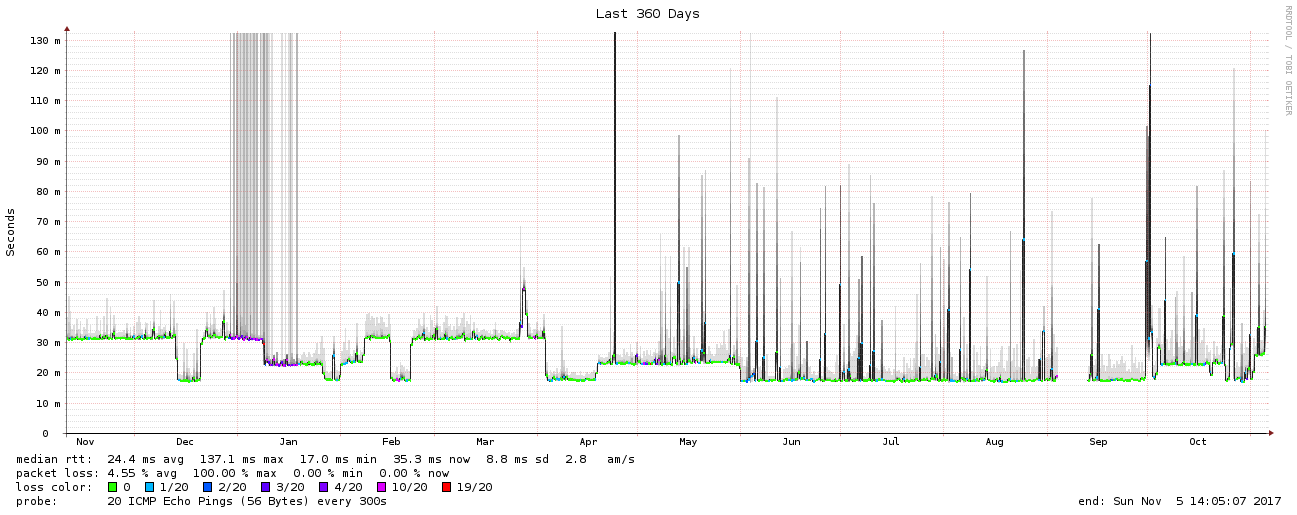 Last 360 Days
RRDTOOL / TOBI OETIKER
Seconds
130 m
120 m
110 m
100 m
90 m
80 m
70 m
60 m
50 m
40 m
30 m
20 m
10 m
0
Nov Dec Jan Feb Mar Apr May Jun Jul Aug Sep Oct
median rtt: 24.4 ms avg 137.1 ms max 17.0 ms min 35.3 ms now 8.8 ms sd 2.8 am/s
packet loss: 4.55 % avg 100.00 % max 0.00 % min 0.00 % now
loss color: 0 1/20 2/20 3/20 4/20 10/20 19/20
probe: 20 ICMP Echo Pings (56 Bytes) every 300s end: Sun Nov 5 14:05:07 2017